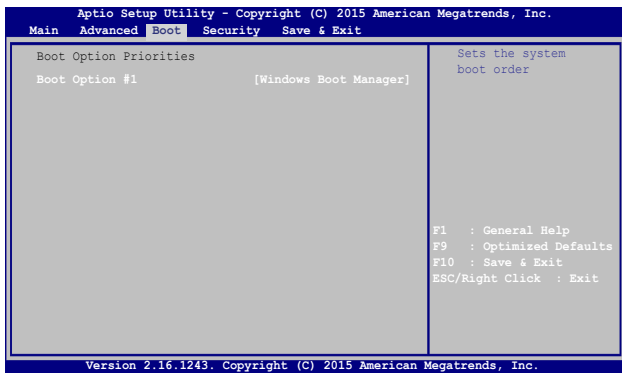 Aptio Setup Utility - Copyright (C) 2015 American Megatrends, Inc.
Main Advanced Boot Security Save & Exit
Boot Option Priorities
Boot Option #1 [Windows Boot Manager]
Sets the system
boot order
F1 : General Help
F9 : Optimized Defaults
F10 : Save & Exit
ESC/Right Click : Exit
Version 2.16.1243. Copyright (C) 2015 American Megatrends, Inc.